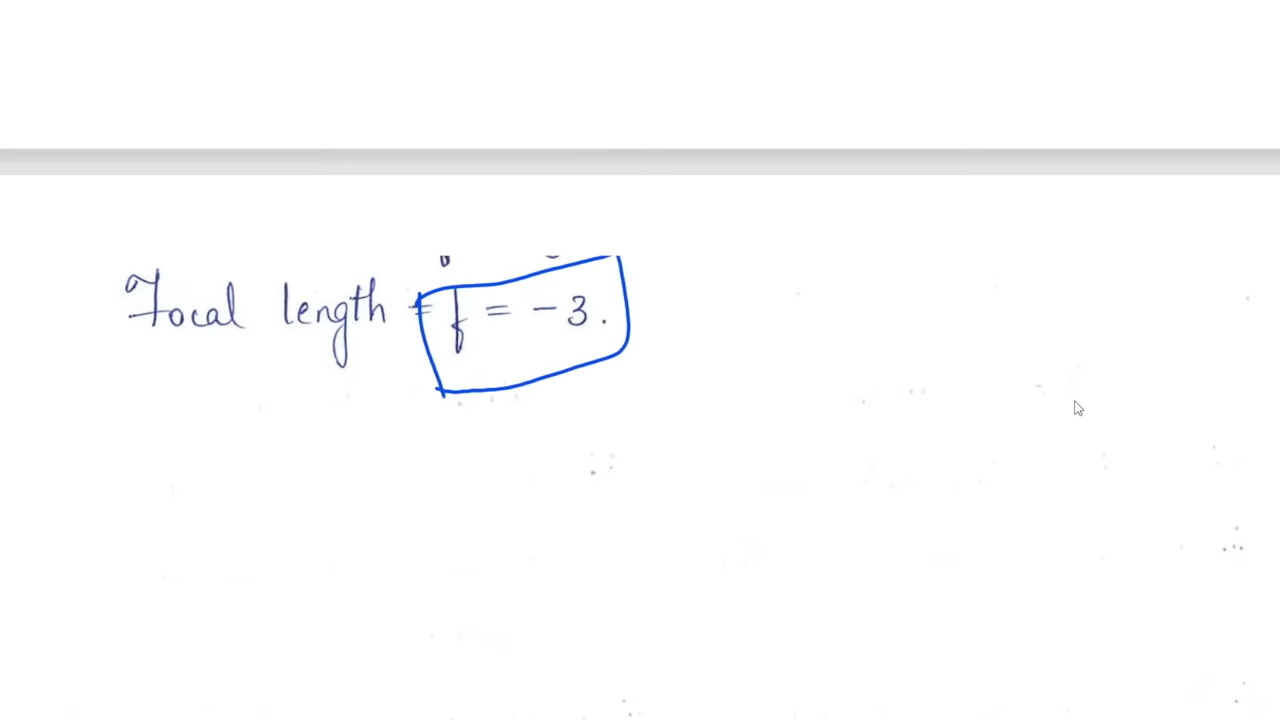 Focal length = f = - 3.